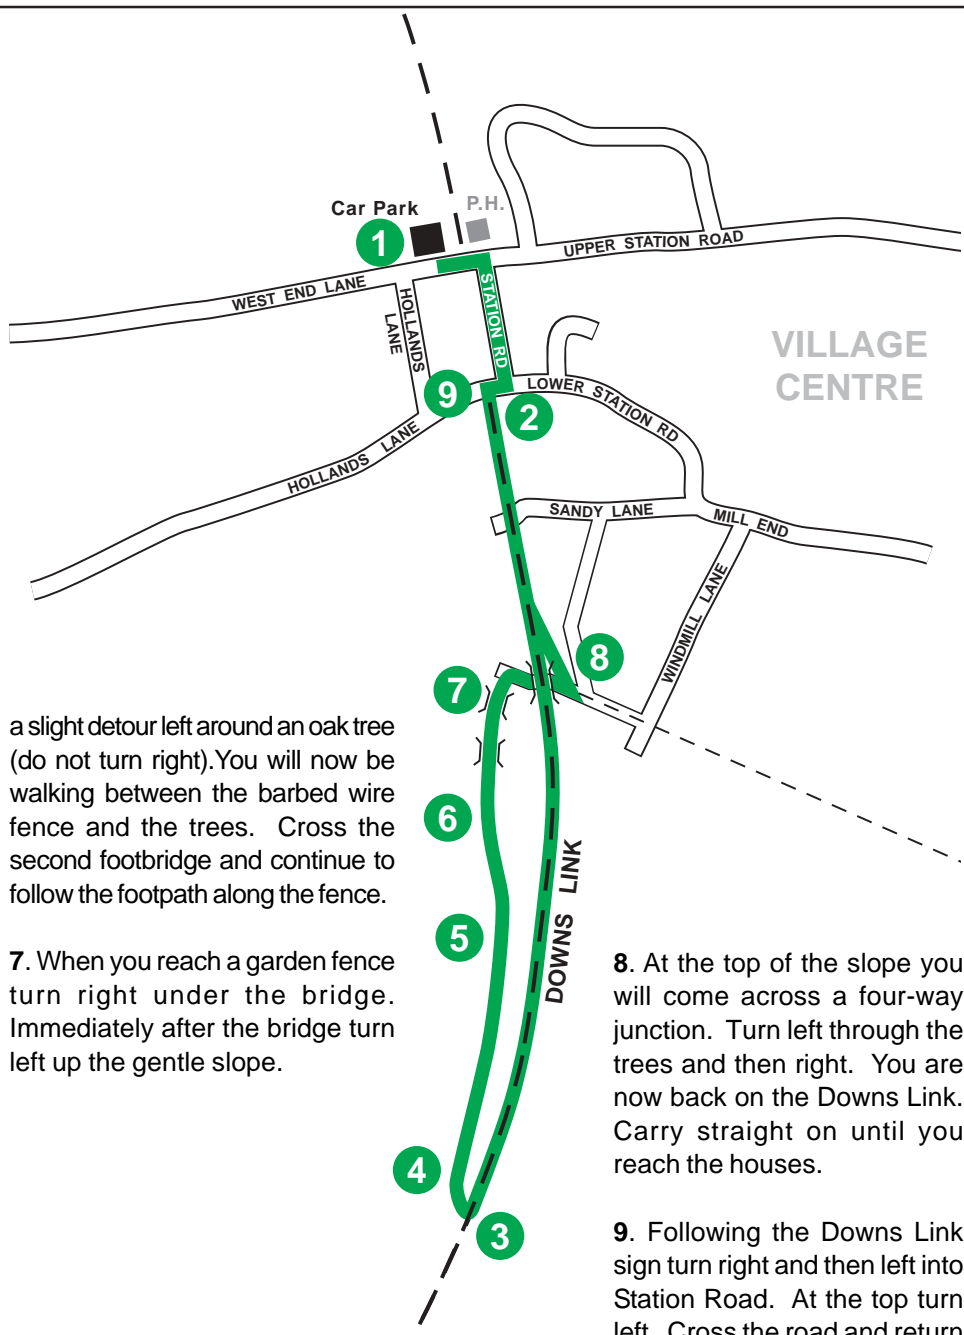 Car Park
P.H.
1
UPPER STATION ROAD
WEST END LANE
HOLLANDS
LANE
STATION RD
VILLAGE
CENTRE
9
LOWER STATION RD
2
HOLLANDS LANE
SANDY LANE
MILL END
WINDMILL LANE
8
7
6
5
DOWNS LINK
4
3
a slight detour left around an oak tree
(do not turn right).You will now be
walking between the barbed wire
fence and the trees. Cross the
second footbridge and continue to
follow the footpath along the fence.
7. When you reach a garden fence
turn right under the bridge.
Immediately after the bridge turn
left up the gentle slope.
8. At the top of the slope you
will come across a four-way
junction. Turn left through the
trees and then right. You are
now back on the Downs Link.
Carry straight on until you
reach the houses.
9. Following the Downs Link
sign turn right and then left into
Station Road. At the top turn
left. Cross the road and return